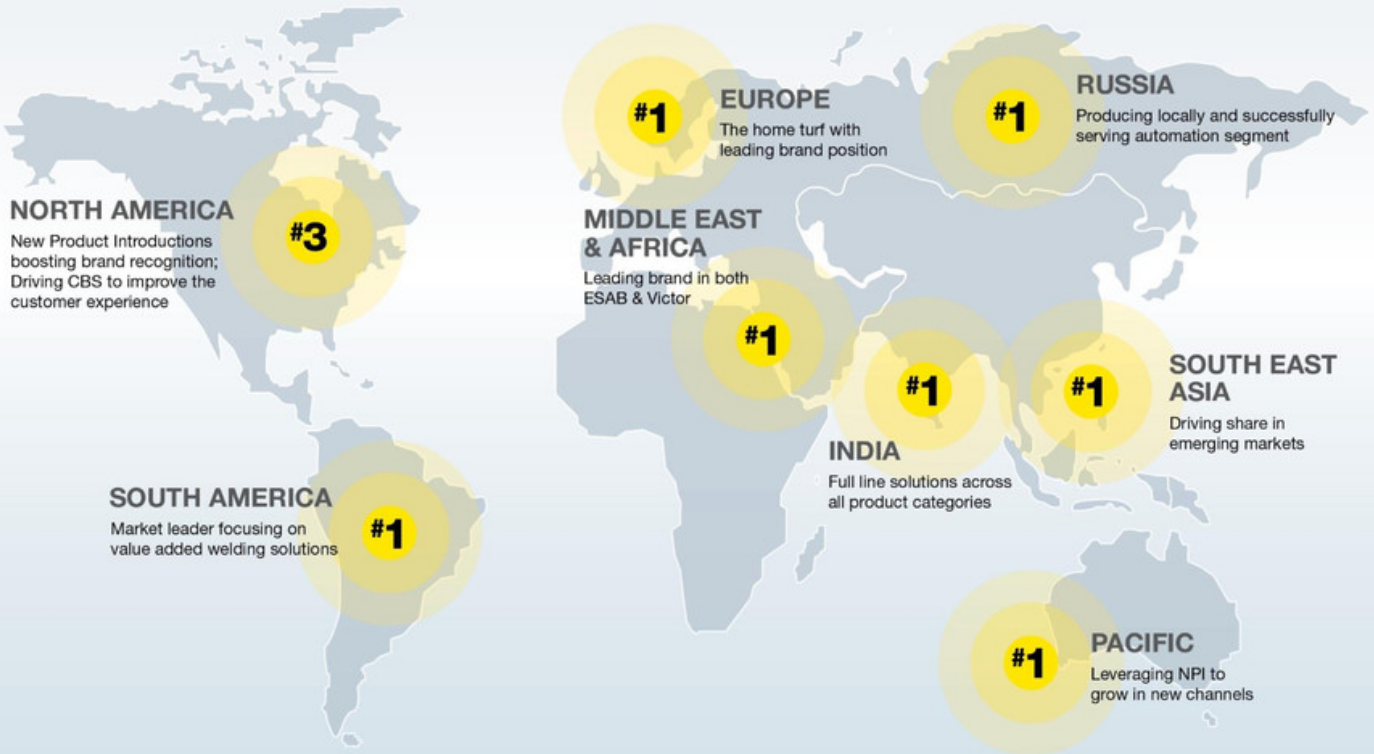 EUROPE
#1
The home turf with
leading brand position
RUSSIA
#1
Producing locally and successfully
serving automation segment
NORTH AMERICA
#3
New Product Introductions
boosting brand recognition;
Driving CBS to improve the
customer experience
MIDDLE EAST
& AFRICA
Leading brand in both
ESAB & Victor
#1
INDIA
#1
Full line solutions across
all product categories
SOUTH EAST
ASIA
#1
Driving share in
emerging markets
SOUTH AMERICA
#1
Market leader focusing on
value added welding solutions
PACIFIC
#1
Leveraging NPI to
grow in new channels